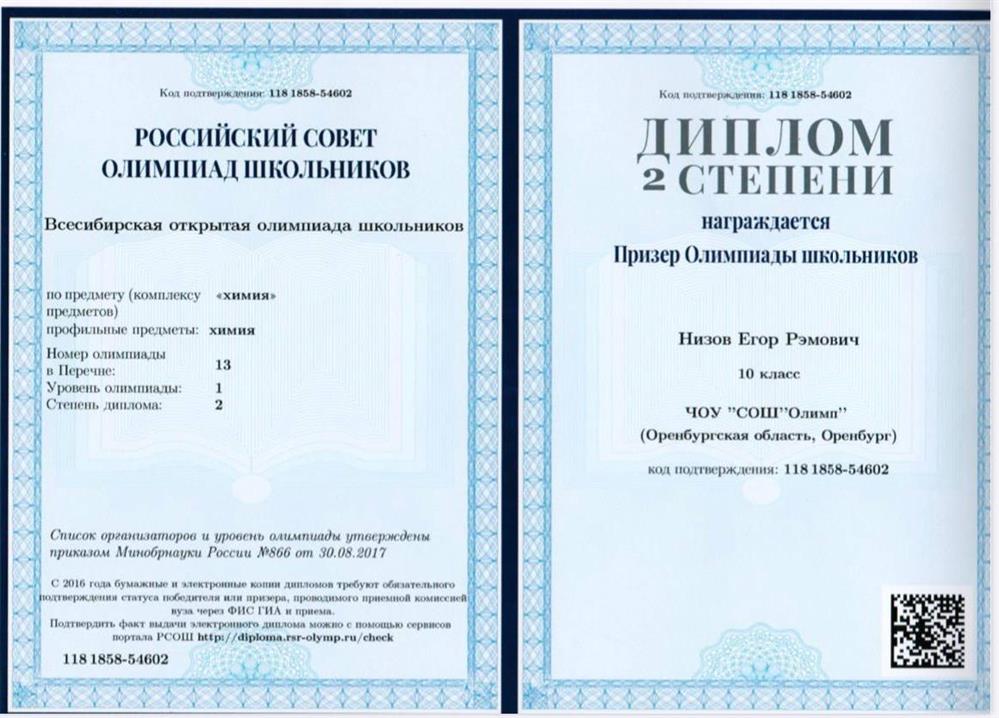 Код подтверждения: 118 1858-54602
РОССИЙСКИЙ СОВЕТ
ОЛИМПИАД ШКОЛЬНИКОВ
Всесибирская открытая олимпиада школьников
по предмету (комплексу предметов) «химия»
профильные предметы: химия
Номер олимпиады в Перечне: 13
Уровень олимпиады: 1
Степень диплома: 2
Список организаторов и уровень олимпиады утверждены
приказом Минобрнауки России №866 от 30.08.2017
С 2016 года бумажные и электронные копии дипломов требуют обязательного
подтверждения статуса победителя или призера, проводимого приемной комиссией
вуза через ФИС ГИА и приема.
Подтвердить факт выдачи электронного диплома можно с помощью сервисов
портала РСОШ http://diploma.rsr-olymp.ru/check
118 1858-54602
Код подтверждения: 118 1858-54602
ДИПЛОМ
2 СТЕПЕНИ
награждается
Призер Олимпиады школьников
Низов Егор Рэмович
10 класс
ЧОУ "СОШ"Олимп"
(Оренбургская область, Оренбург)
код подтверждения: 118 1858-54602